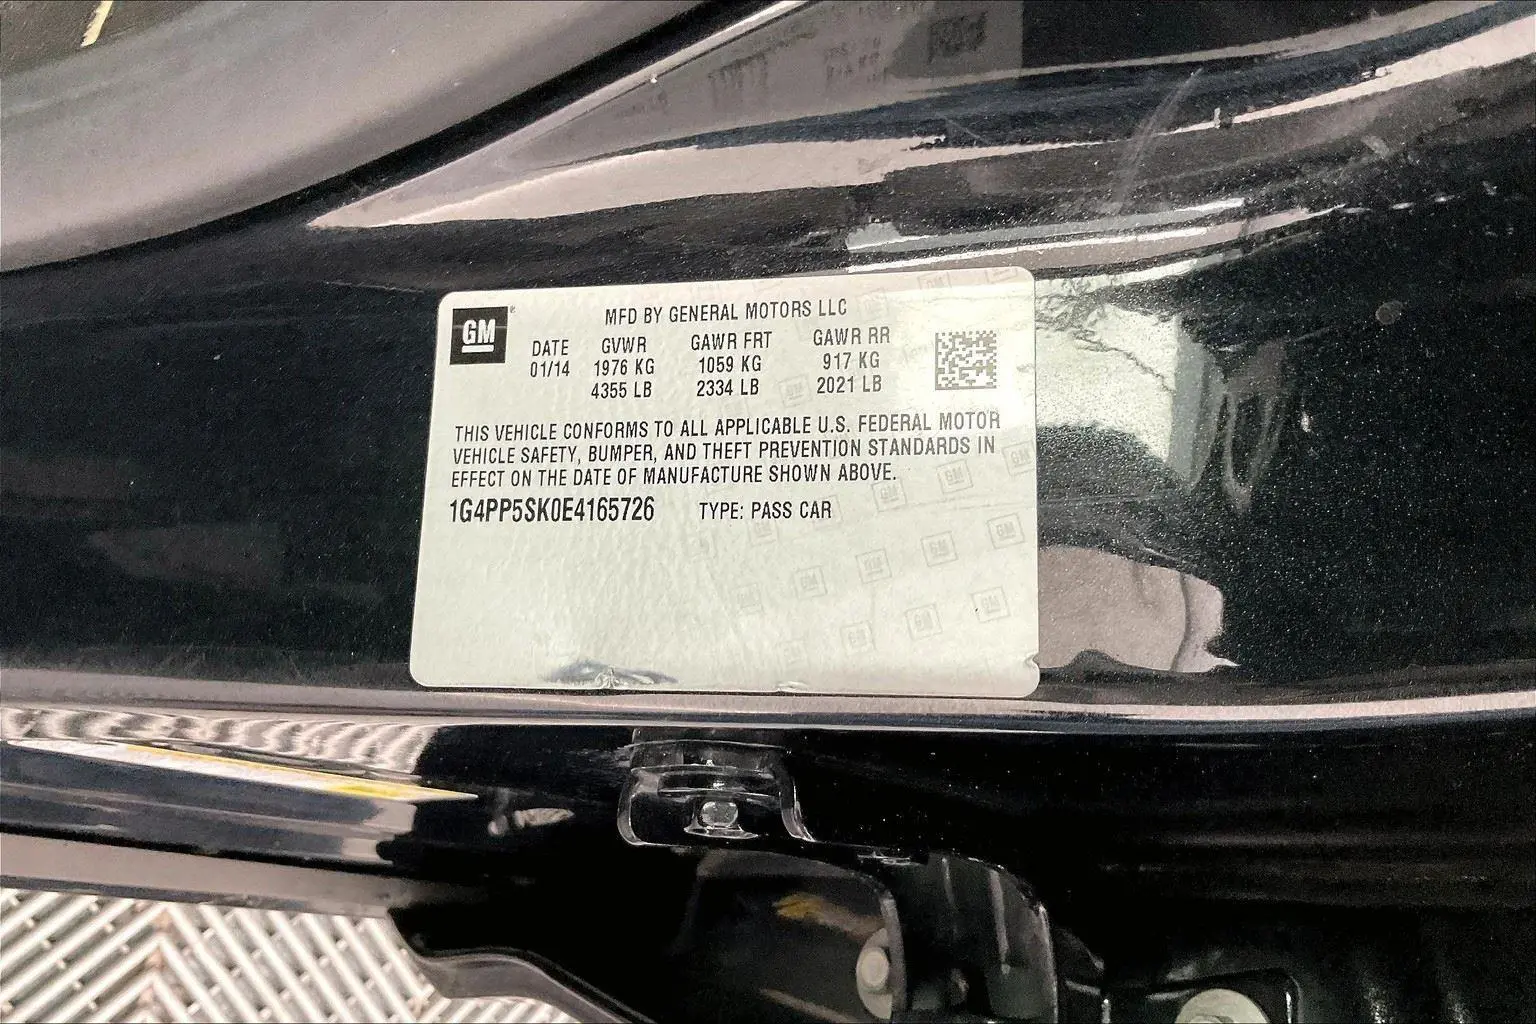 GM
MFD BY GENERAL MOTORS LLC
DATE GVWR GAWR FRT GAWR RR
01/14 1976 KG 1059 KG 917 KG
4355 LB 2334 LB 2021 LB
THIS VEHICLE CONFORMS TO ALL APPLICABLE U.S. FEDERAL MOTOR
VEHICLE SAFETY, BUMPER, AND THEFT PREVENTION STANDARDS IN
EFFECT ON THE DATE OF MANUFACTURE SHOWN ABOVE.
1G4PP5SK0E4165726 TYPE: PASS CAR